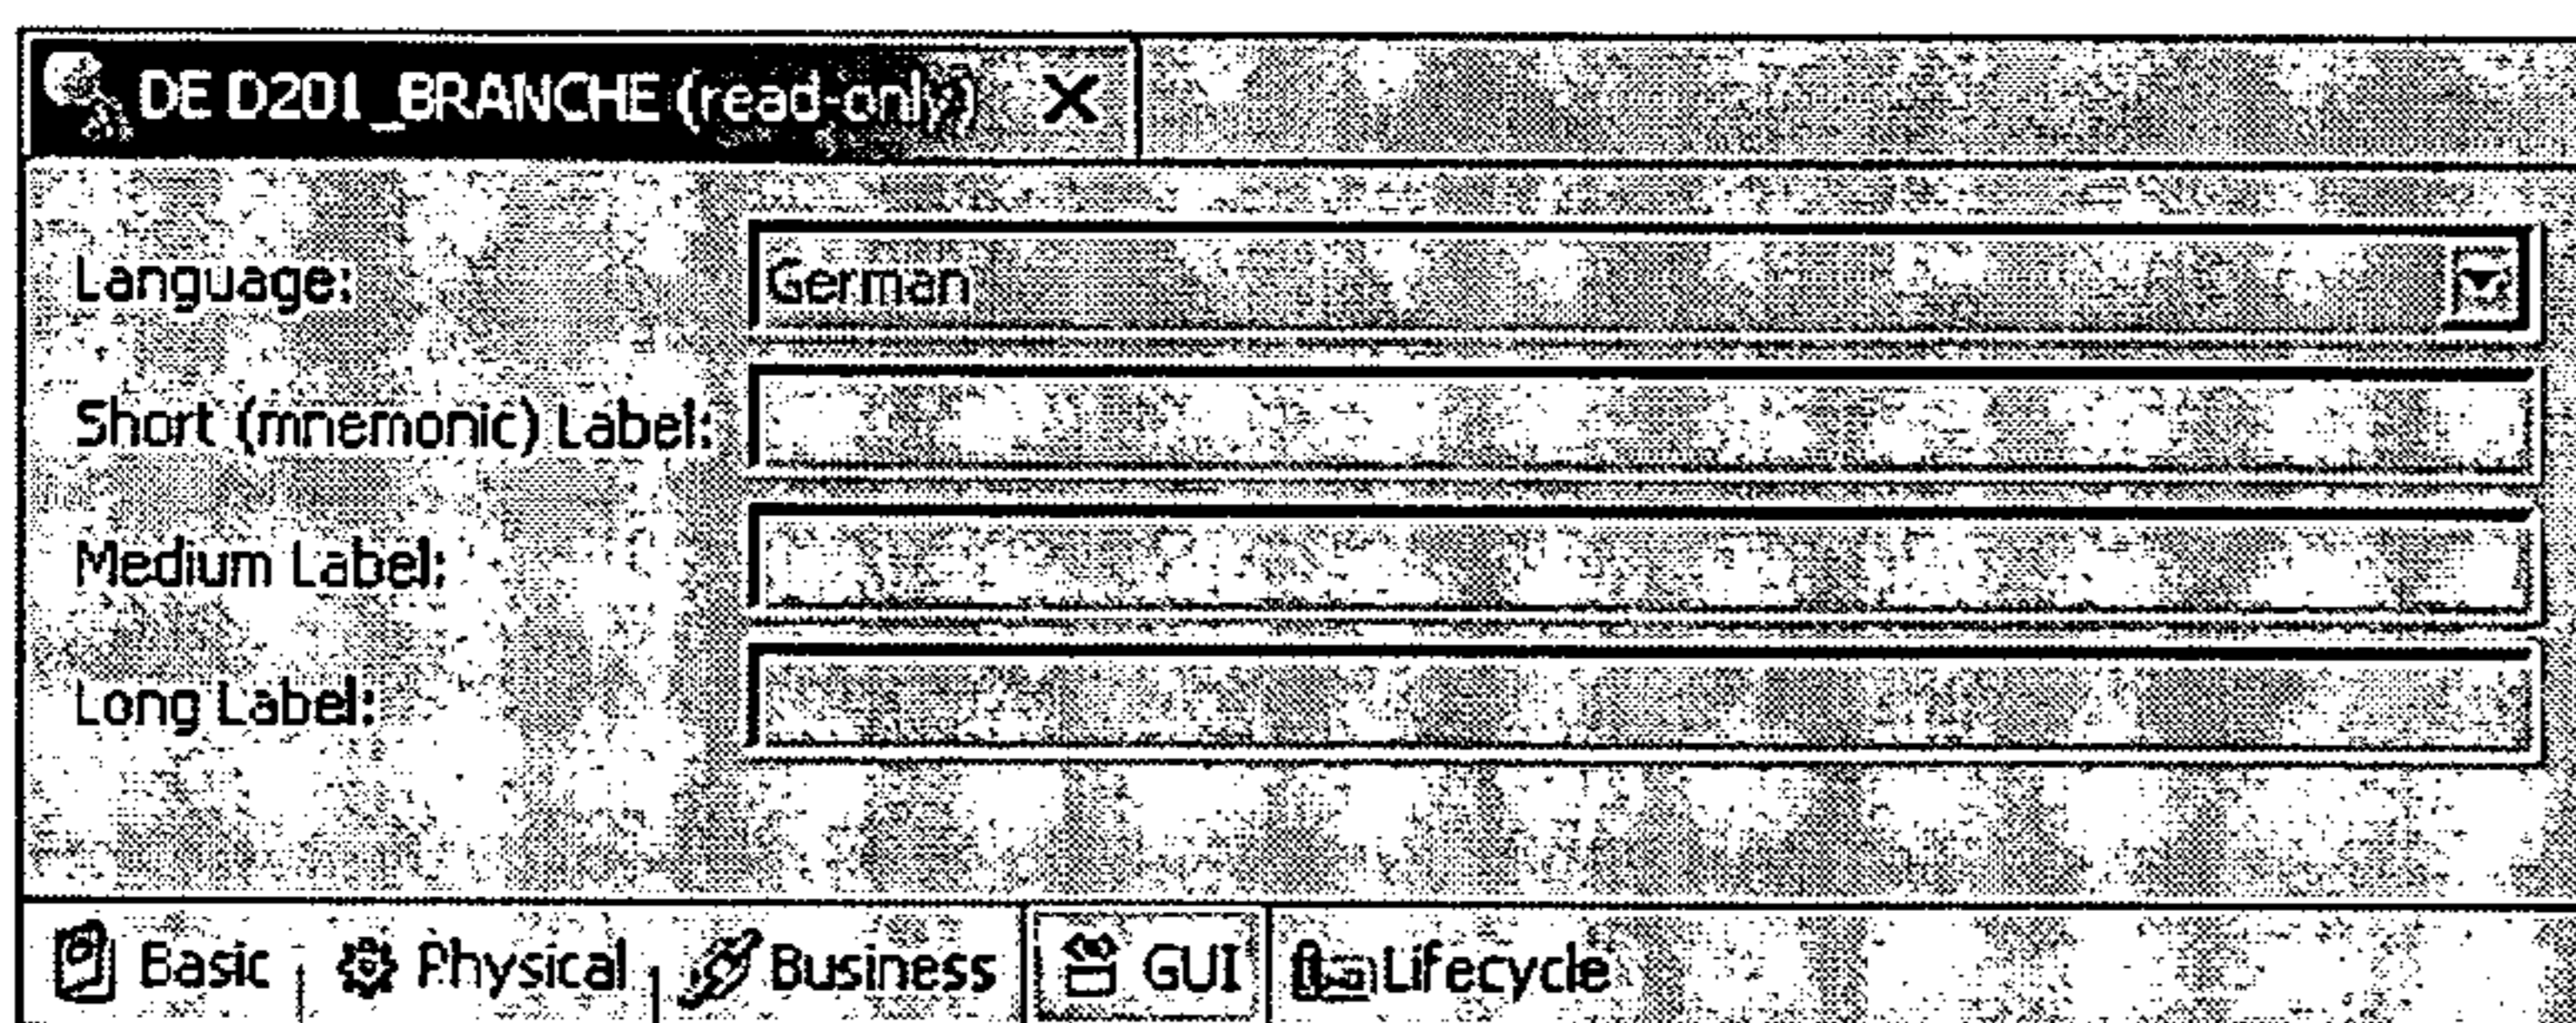 DE D201_BRANCHE (read-only) X
Language: German
Short (mnemonic) Label:
Medium Label:
Long Label:
Basic Physical Business GUI Lifecycle